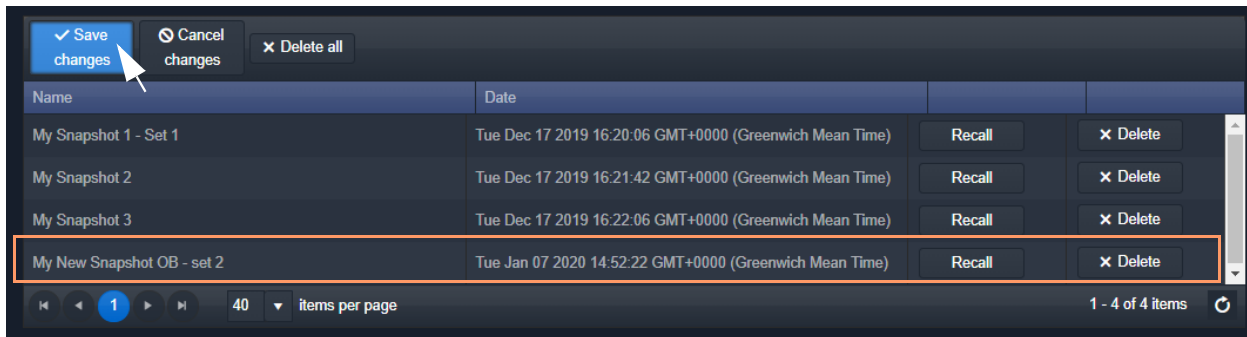 Save changes
Cancel changes
Delete all
Name Date
My Snapshot 1 - Set 1 Tue Dec 17 2019 16:20:06 GMT+0000 (Greenwich Mean Time) Recall Delete
My Snapshot 2 Tue Dec 17 2019 16:21:42 GMT+0000 (Greenwich Mean Time) Recall Delete
My Snapshot 3 Tue Dec 17 2019 16:22:06 GMT+0000 (Greenwich Mean Time) Recall Delete
My New Snapshot OB - set 2 Tue Jan 07 2020 14:52:22 GMT+0000 (Greenwich Mean Time) Recall Delete
1 40 items per page 1 - 4 of 4 items